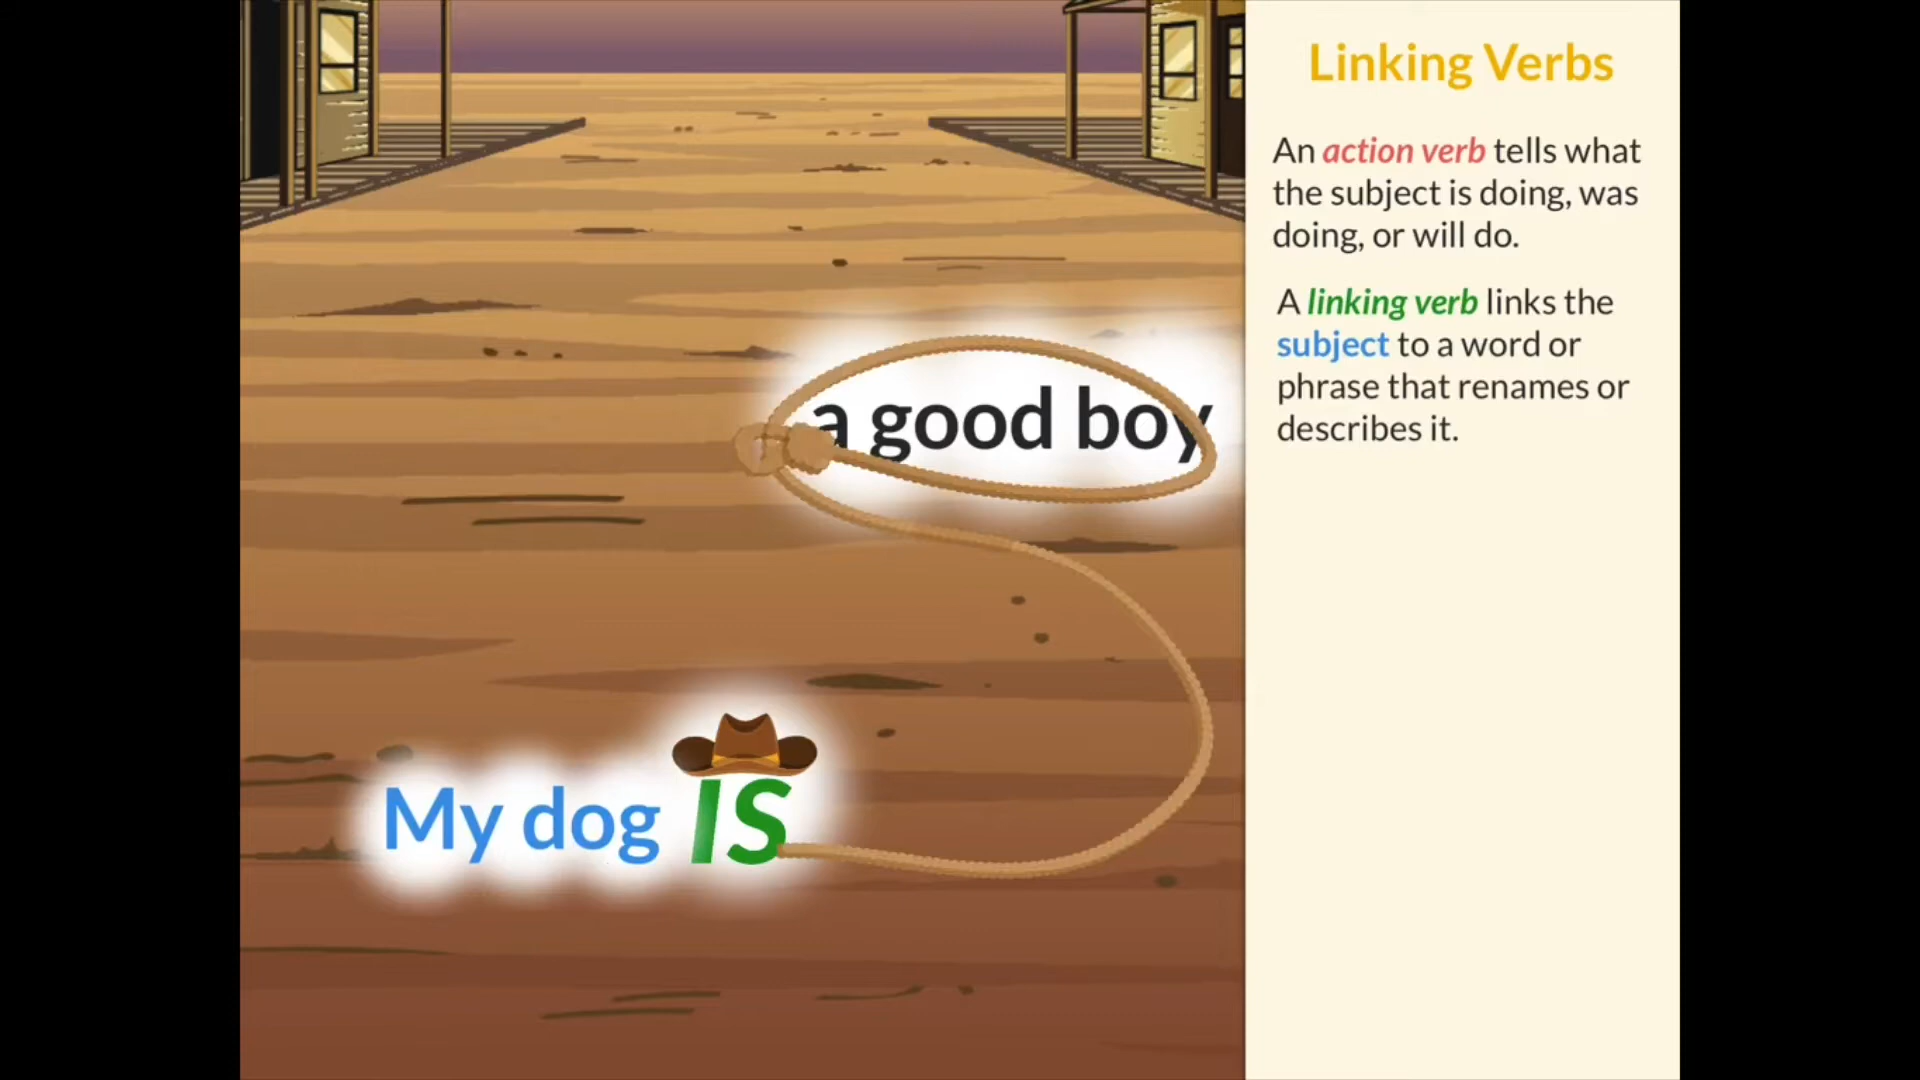 a good boy
My dog IS
Linking Verbs
An action verb tells what
the subject is doing, was
doing, or will do.
A linking verb links the
subject to a word or
phrase that renames or
describes it.